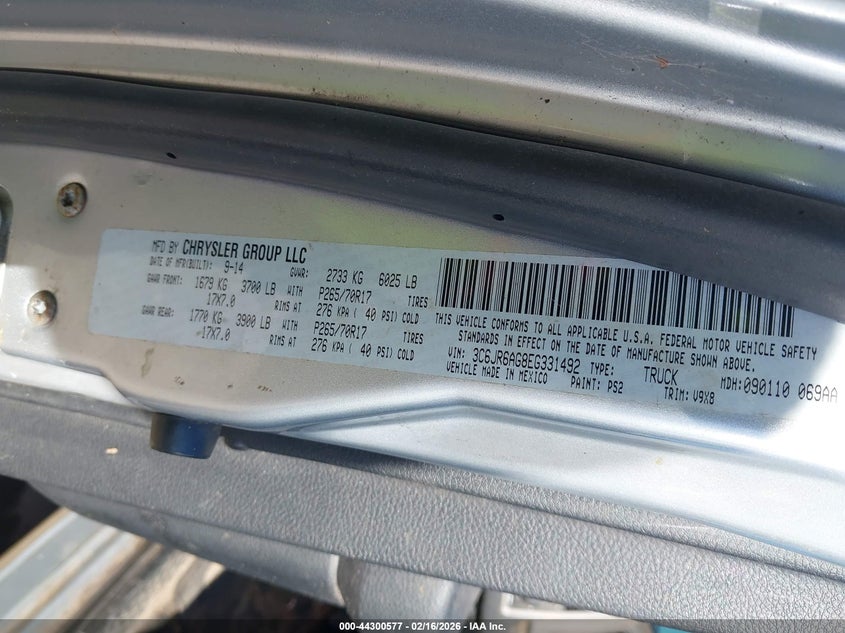 MFD BY CHRYSLER GROUP LLC
DATE OF MFR(BUILT): 9-14 GVWR: 2733 KG 6025 LB
GAWR FRONT: 1679 KG 3700 LB WITH P265/70R17 TIRES
17X7.0 RIMS AT 276 KPA ( 40 PSI) COLD
GAWR REAR: 1770 KG 3900 LB WITH P265/70R17 TIRES
17X7.0 RIMS AT 276 KPA ( 40 PSI) COLD
THIS VEHICLE CONFORMS TO ALL APPLICABLE U.S.A. FEDERAL MOTOR VEHICLE SAFETY
STANDARDS IN EFFECT ON THE DATE OF MANUFACTURE SHOWN ABOVE.
VIN: 3C6JR6AG8EG331492 TYPE: TRUCK MDH: 090110 069AA
VEHICLE MADE IN MEXICO PAINT: PS2 TRIM: V9X8
000-44300577 - 02/16/2026 - IAA Inc.